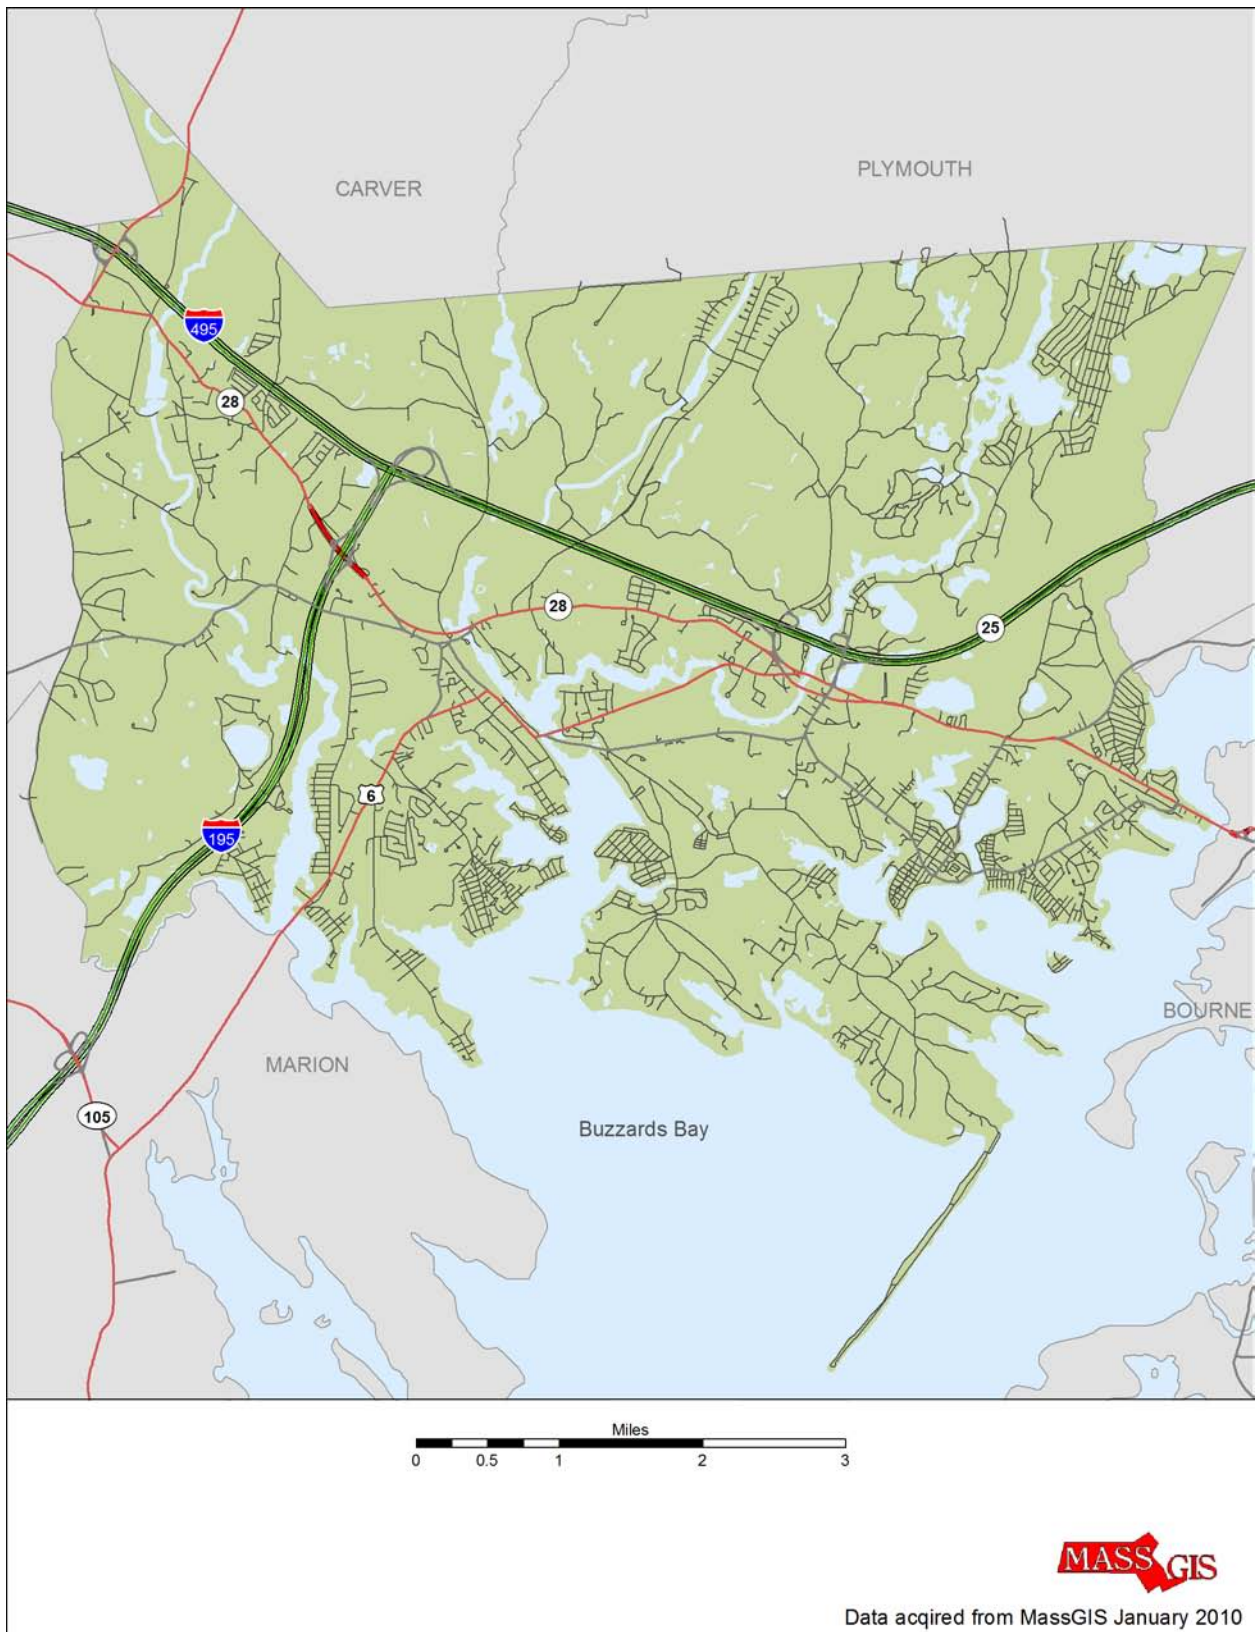 PLYMOUTH
CARVER
495
28
28
25
6
195
BOURNE
MARION
105
Buzzards Bay
Miles
0 0.5 1 2 3
MASS GIS
Data acqired from MassGIS January 2010